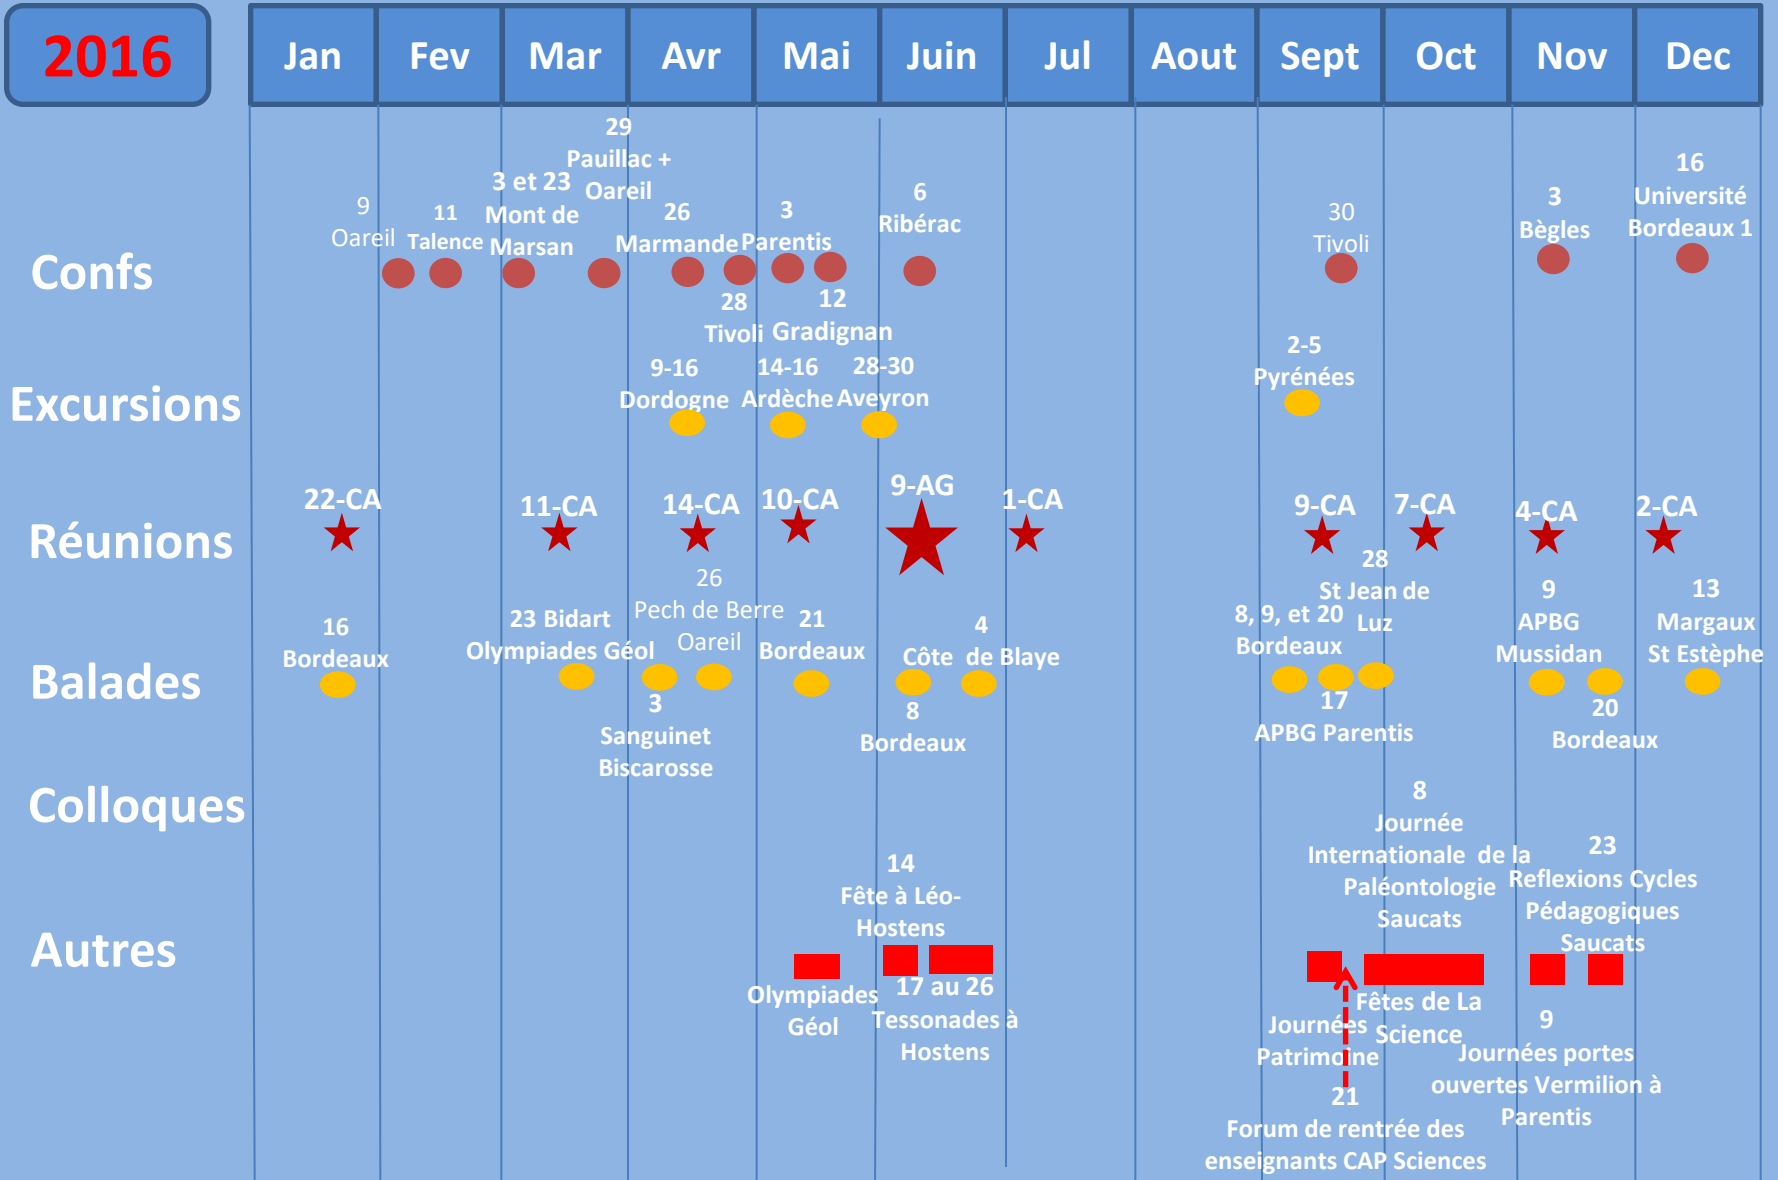 2016
Jan
Fev
Mar
Avr
Mai
Juin
Jul
Aout
Sept
Oct
Nov
Dec
Confs
9
Oareil
11
Talence
3 et 23
Mont de
Marsan
29
Pauillac +
Oareil
26
Marmande
28
Tivoli
3
Parentis
12
Gradignan
6
Ribérac
30
Tivoli
3
Bègles
16
Université
Bordeaux 1
Excursions
9-16
Dordogne
14-16
Ardèche
28-30
Aveyron
2-5
Pyrénées
Réunions
22-CA
11-CA
14-CA
10-CA
9-AG
1-CA
9-CA
7-CA
4-CA
2-CA
Balades
16
Bordeaux
23 Bidart
Olympiades Géol
3
Sanguinet
Biscarosse
26
Pech de Berre
Oareil
21
Bordeaux
8
Bordeaux
4
Côte  de Blaye
8, 9, et 20
Bordeaux
17
APBG Parentis
28
St Jean de
Luz
9
APBG
Mussidan
20
Bordeaux
13
Margaux
St Estèphe
Colloques
Autres
Olympiades
Géol
14
Fête à Léo-
Hostens
17 au 26
Tessonades à
Hostens
Journées
Patrimoine
21
Forum de rentrée des
enseignants CAP Sciences
8
Journée
Internationale  de la
Paléontologie
Saucats
Fêtes de La
Science
9
Journées portes
ouvertes Vermilion à
Parentis
23
Reflexions Cycles
Pédagogiques
Saucats